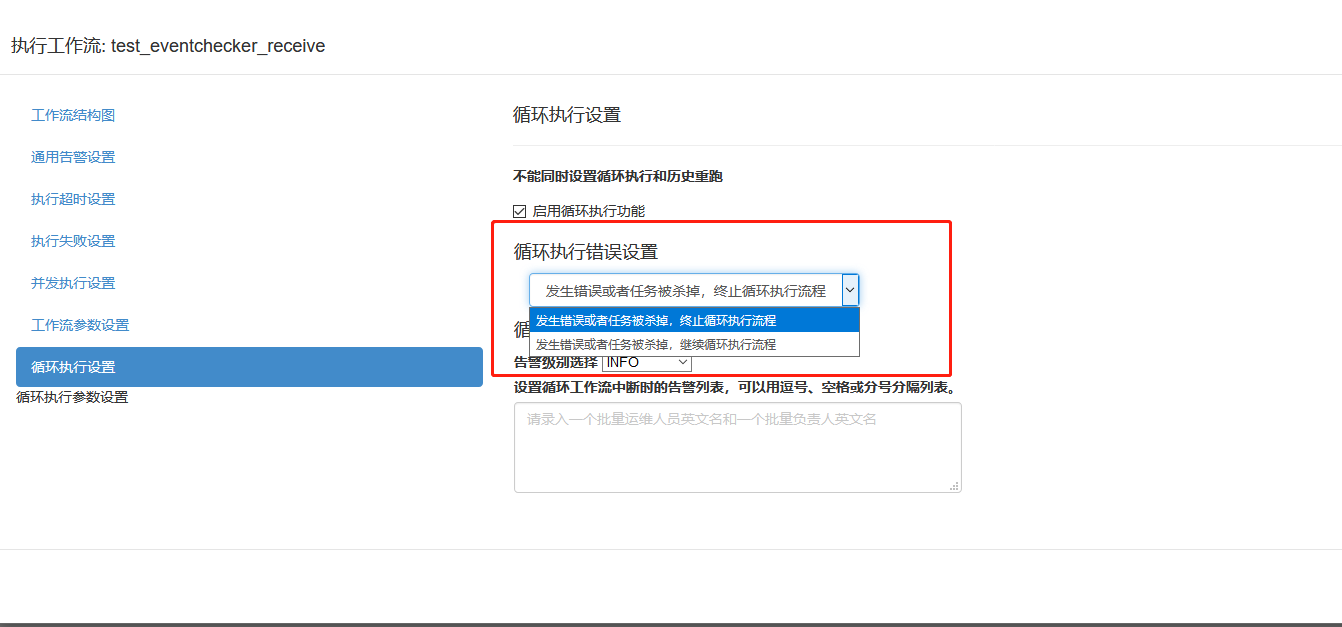 执行工作流: test_eventchecker_receive
工作流结构图
通用告警设置
执行超时设置
执行失败设置
并发执行设置
工作流参数设置
循环执行设置
循环执行参数设置
循环执行设置
不能同时设置循环执行和历史重跑
启用循环执行功能
循环执行错误设置
发生错误或者任务被杀掉，终止循环执行流程
发生错误或者任务被杀掉，终止循环执行流程
发生错误或者任务被杀掉，继续循环执行流程
循
告警级别选择 INFO
设置循环工作流中断时的告警列表，可以用逗号、空格或分号分隔列表。
请录入一个批量运维人员英文名和一个批量负责人英文名